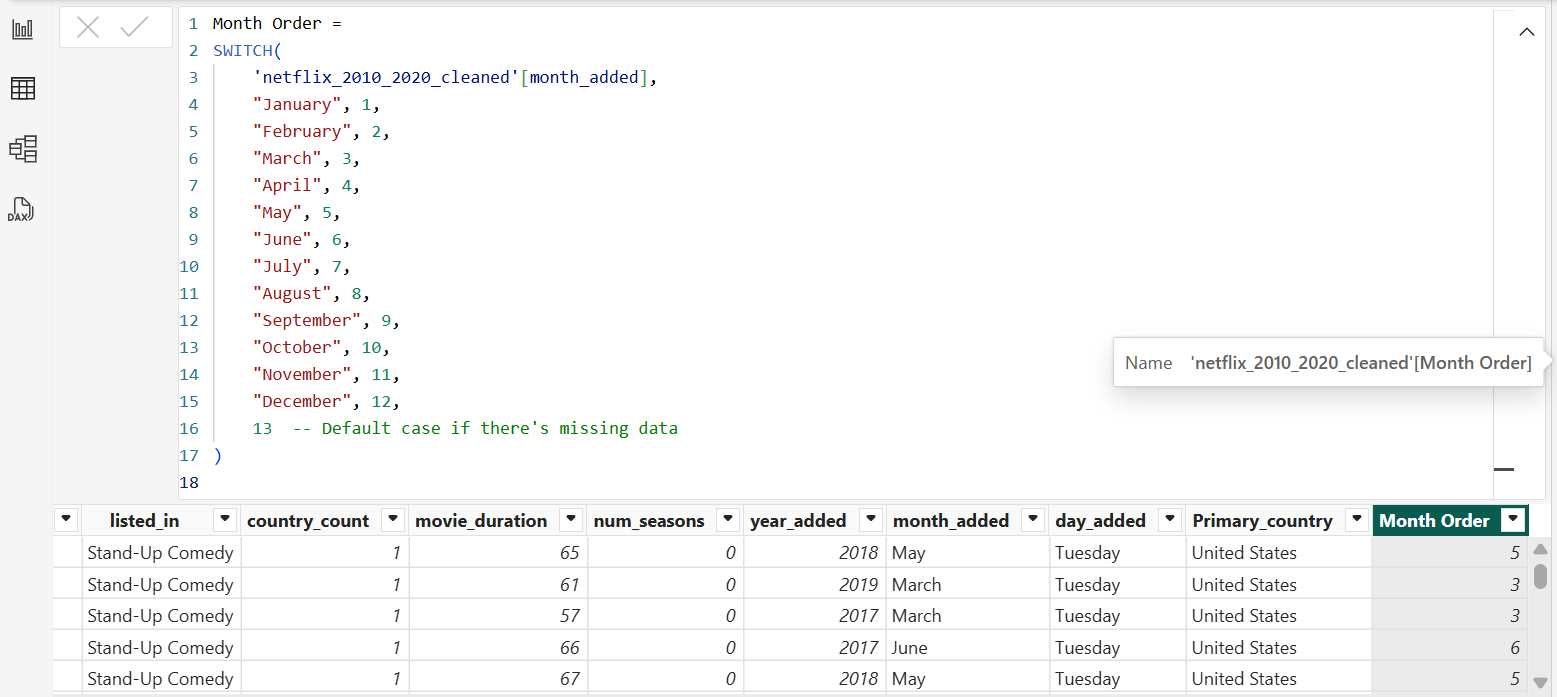 1 Month Order =
2 SWITCH(
3 'netflix_2010_2020_cleaned'[month_added],
4 "January", 1,
5 "February", 2,
6 "March", 3,
7 "April", 4,
8 "May", 5,
9 "June", 6,
10 "July", 7,
11 "August", 8,
12 "September", 9,
13 "October", 10,
14 "November", 11,
15 "December", 12,
16 13 -- Default case if there's missing data
17 )
18
Name 'netflix_2010_2020_cleaned'[Month Order]
DAX
listed_in country_count movie_duration num_seasons year_added month_added day_added Primary_country Month Order
Stand-Up Comedy 1 65 0 2018 May Tuesday United States 5
Stand-Up Comedy 1 61 0 2019 March Tuesday United States 3
Stand-Up Comedy 1 57 0 2017 March Tuesday United States 3
Stand-Up Comedy 1 66 0 2017 June Tuesday United States 6
Stand-Up Comedy 1 67 0 2018 May Tuesday United States 5